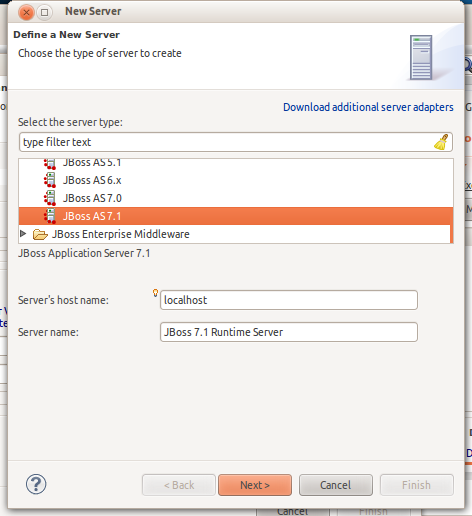 New Server
Define a New Server
Choose the type of server to create
Download additional server adapters
Select the server type:
type filter text
JBoss AS 5.1
JBoss AS 6.x
JBoss AS 7.0
JBoss AS 7.1
JBoss Enterprise Middleware
JBoss Application Server 7.1
Server's host name:
localhost
Server name:
JBoss 7.1 Runtime Server
?
< Back
Next >
Cancel
Finish
Cancel
Finish